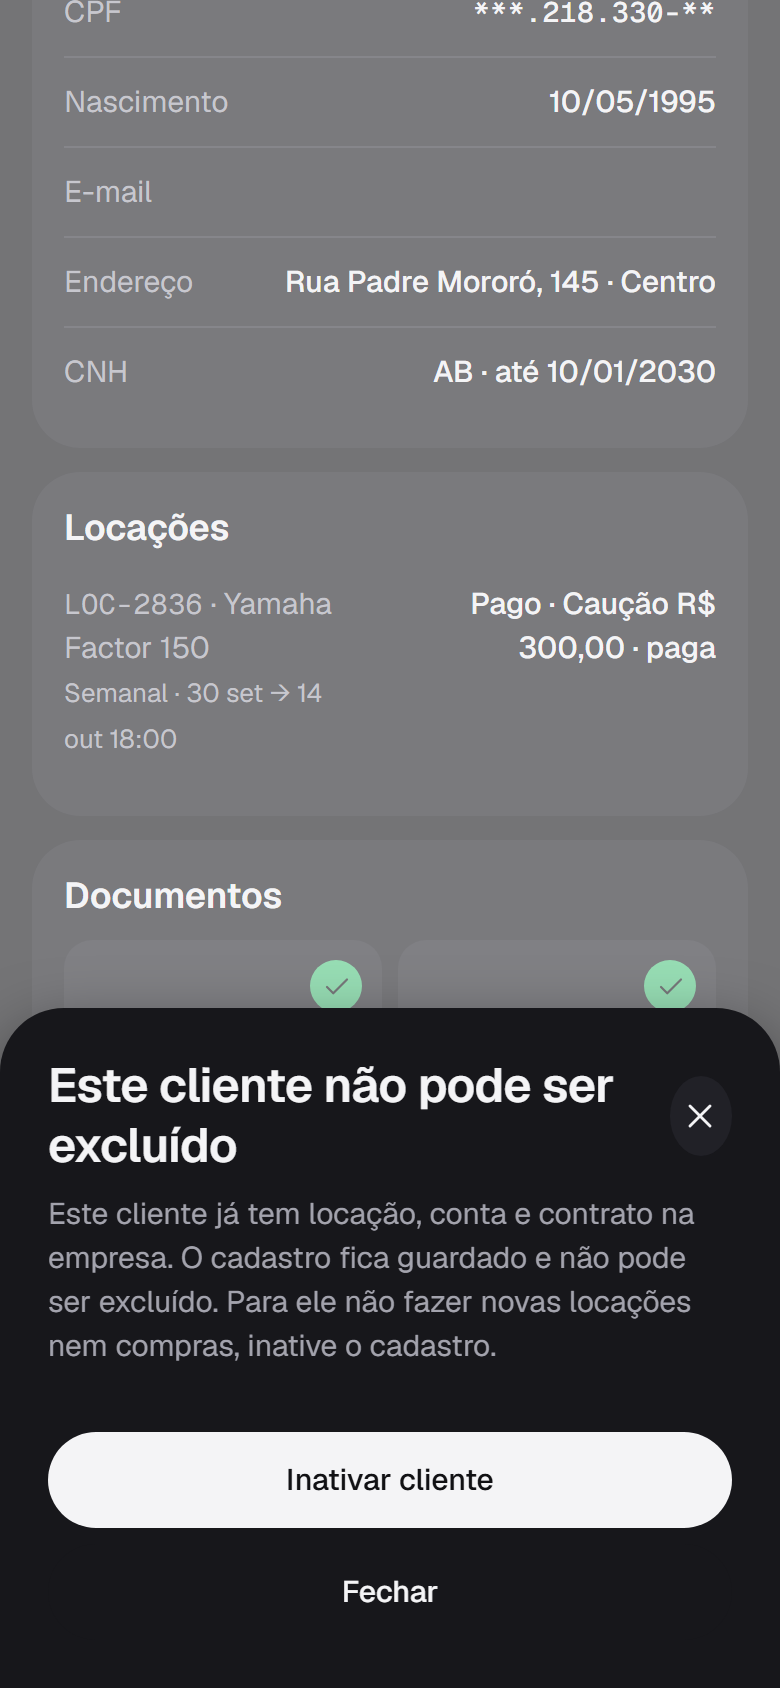 CPF ***.218.330-**
Nascimento 10/05/1995
E-mail
Endereço Rua Padre Mororó, 145 · Centro
CNH AB · até 10/01/2030
Locações
LOC-2836 · Yamaha Pago · Caução R$
Factor 150 300,00 · paga
Semanal · 30 set → 14
out 18:00
Documentos
Este cliente não pode ser
excluído
Este cliente já tem locação, conta e contrato na
empresa. O cadastro fica guardado e não pode
ser excluído. Para ele não fazer novas locações
nem compras, inative o cadastro.
Inativar cliente
Fechar